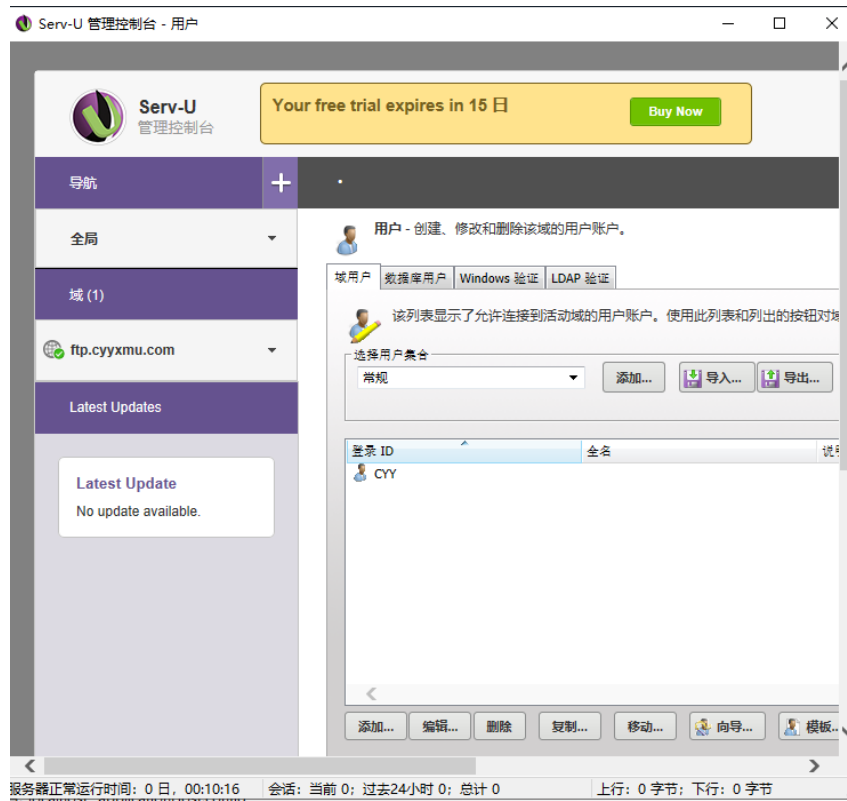 Serv-U 管理控制台 - 用户
Serv-U
管理控制台
Your free trial expires in 15 日
Buy Now
导航
全局
用户 - 创建、修改和删除该域的用户账户。
域用户 数据库用户 Windows 验证 LDAP 验证
域 (1)
该列表显示了允许连接到活动域的用户账户。使用此列表和列出的按钮对域
ftp.cyyxmu.com
选择用户集合
常规 添加... 导入... 导出...
Latest Updates
登录 ID 全名
CYY
Latest Update
No update available.
添加... 编辑... 删除 复制... 移动... 向导... 模板..
服务器正常运行时间: 0 日，00:10:16 会话: 当前 0; 过去24小时 0; 总计 0 上行: 0 字节; 下行: 0 字节